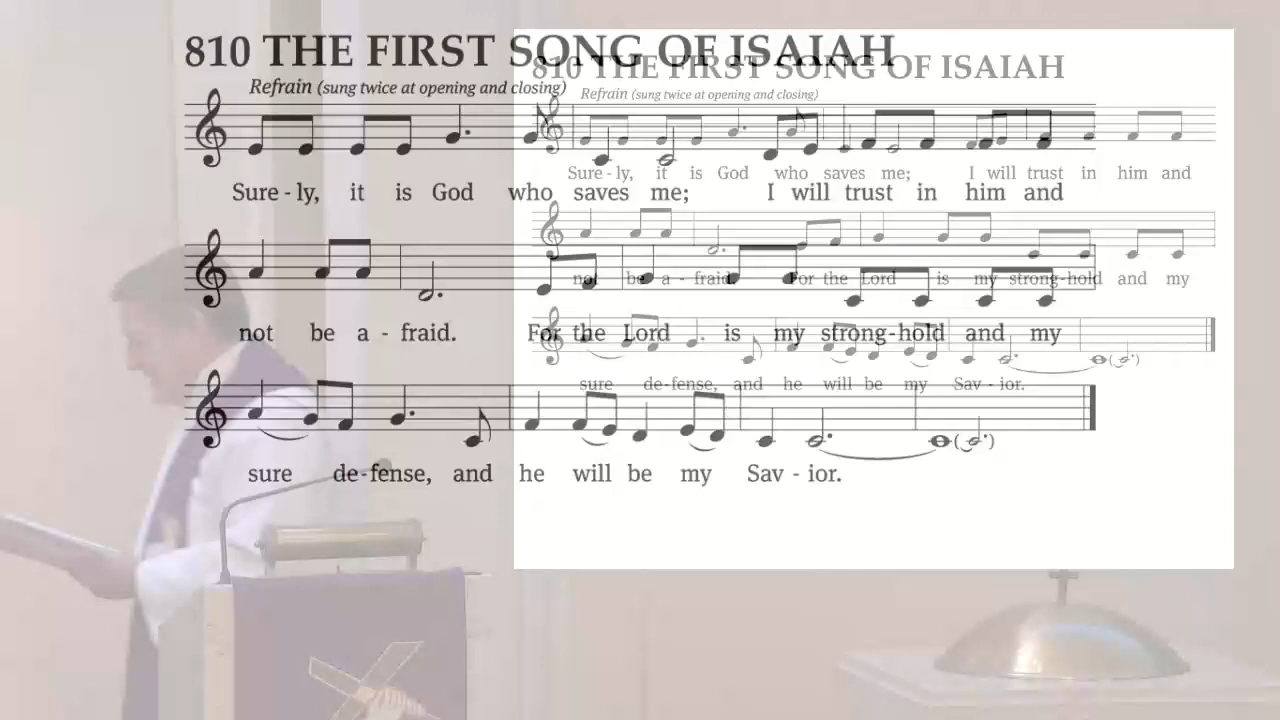 810 THE FIRST SONG OF ISAIAH
Refrain (sung twice at opening and closing)
Sure - ly, it is God who saves me; I will trust in him and
not be a - fraid. For the Lord is my strong - hold and my
sure de - fense, and he will be my Sav - ior.
810 THE FIRST SONG OF ISAIAH
Refrain (sung twice at opening and closing)
Sure - ly, it is God who saves me; I will trust in him and
not be a - fraid. For the Lord is my strong - hold and my
sure de - fense, and he will be my Sav - ior.